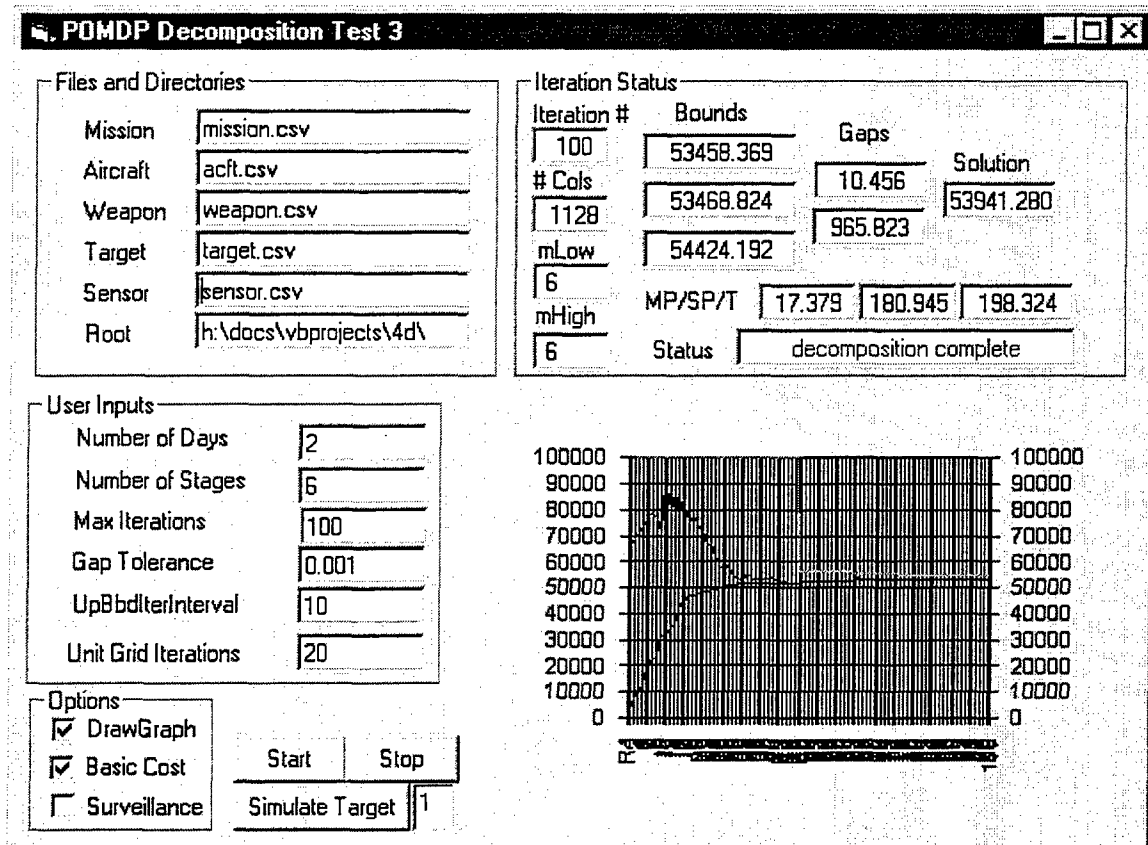 POMDP Decomposition Test 3
Files and Directories
Mission mission.csv
Aircraft acft.csv
Weapon weapon.csv
Target target.csv
Sensor sensor.csv
Root h:\docs\vbprojects\4d\
Iteration Status
Iteration # Bounds Gaps Solution
100 53458.369
10.456
# Cols
1128 53468.824 53941.280
965.823
mLow 54424.192
6
MP/SP/T 17.379 180.945 198.324
mHigh
6 Status decomposition complete
User Inputs
Number of Days 2
Number of Stages 6
Max Iterations 100
Gap Tolerance 0.001
UpBbdIterInterval 10
Unit Grid Iterations 20
Options
DrawGraph
Basic Cost
Surveillance
Start Stop
Simulate Target 1
100000 100000
90000 90000
80000 80000
70000 70000
60000 60000
50000 50000
40000 40000
30000 30000
20000 20000
10000 10000
0 0